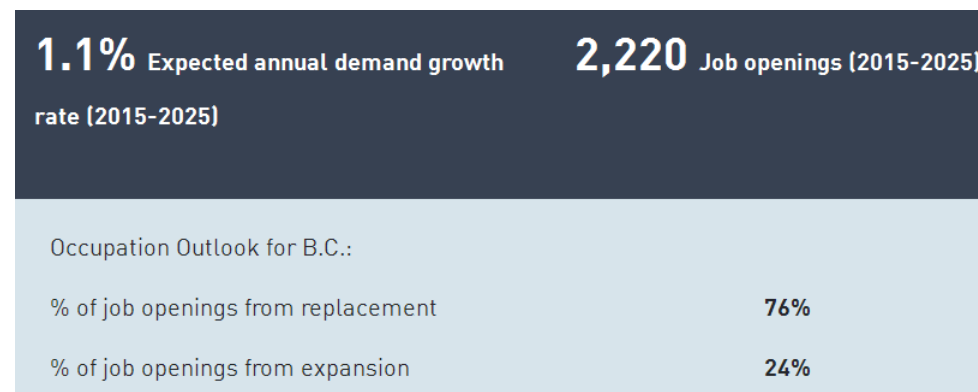 1.1% Expected annual demand growth
rate (2015-2025)
2,220 Job openings (2015-2025)
Occupation Outlook for B.C.:
% of job openings from replacement 76%
% of job openings from expansion 24%